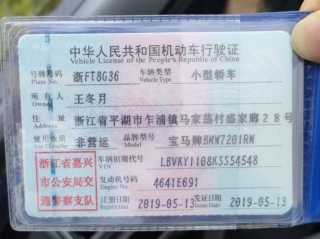 中华人民共和国机动车行驶证
Vehicle License of the People's Republic of China
号牌号码 浙FT8G36 车辆类型 小型轿车
Plate No. Vehicle Type
所有人 王冬月
Owner
浙江省平湖市乍浦镇马家荡村盛家廊28号
Address
使用性质 非营运 品牌型号 宝马牌BMW7201RM
Use Character Model
浙江省嘉兴 车辆识别代号 LBVKY1108KSS54548
VIN
市公安局交 发动机号码 4641E691
Engine No.
通警察支队 注册日期 2019-05-13 发证日期 2019-05-13
Register Date Issue Date